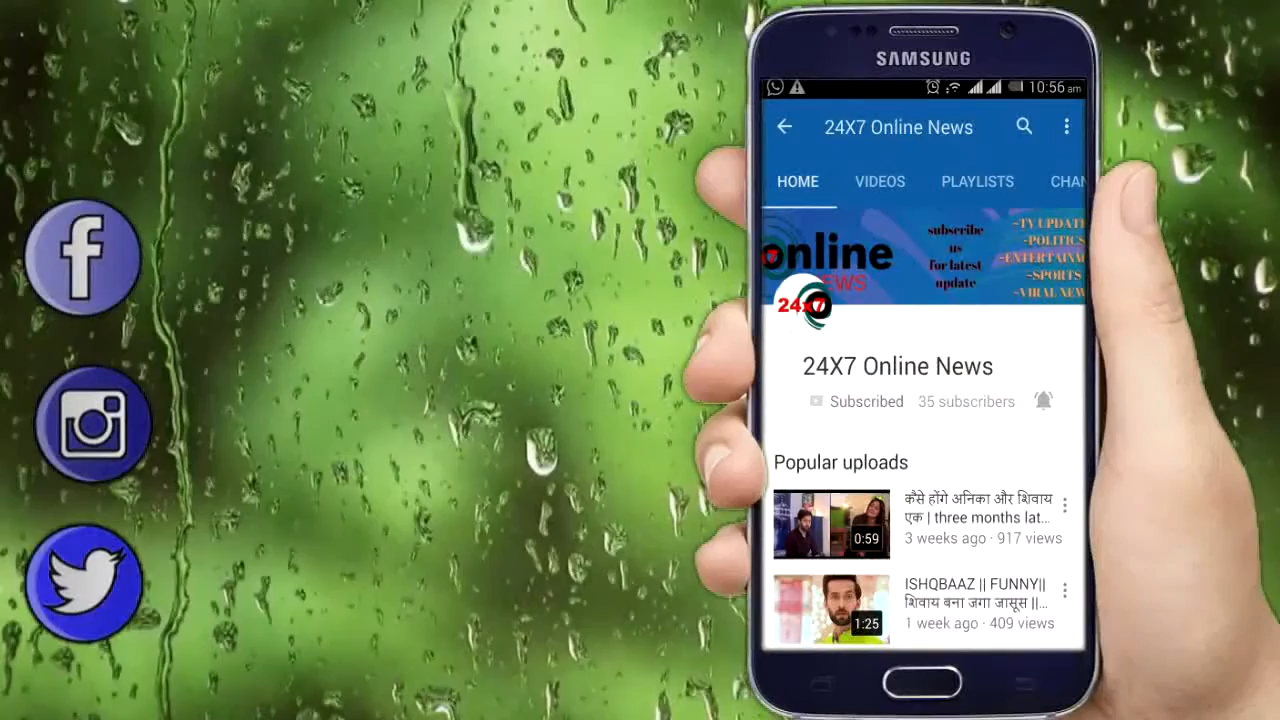 SAMSUNG
10:56 am
24X7 Online News
HOME VIDEOS PLAYLISTS CHAN
online
NEWS
subscribe
us
for latest
update
~TV UPDATE
~POLITICS
~ENTERTAINM
~SPORTS
~VIRAL NEW
24x7
24X7 Online News
Subscribed 35 subscribers
Popular uploads
कैसे होंगे अनिका और शिवाय
एक | three months lat...
3 weeks ago · 917 views
0:59
ISHQBAAZ || FUNNY||
शिवाय बना जगा जासूस ||...
1 week ago · 409 views
1:25